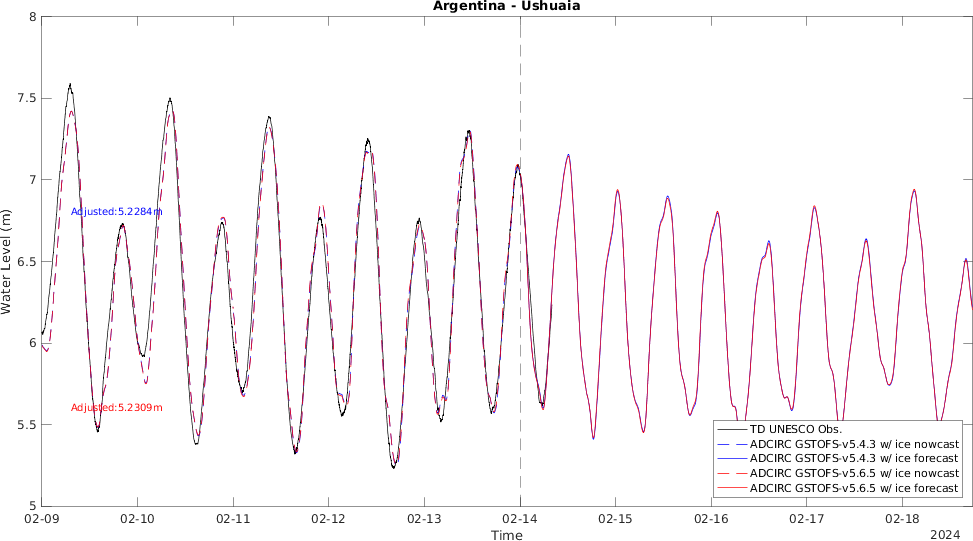 Argentina - Ushuaia
8
7.5
7
6.5
6
5.5
5
Water Level (m)
Adjusted:5.2284m
Adjusted:5.2309m
TD UNESCO Obs.
ADCIRC GSTOFS-v5.4.3 w/ ice nowcast
ADCIRC GSTOFS-v5.4.3 w/ ice forecast
ADCIRC GSTOFS-v5.6.5 w/ ice nowcast
ADCIRC GSTOFS-v5.6.5 w/ ice forecast
02-09 02-10 02-11 02-12 02-13 02-14 02-15 02-16 02-17 02-18
Time
2024